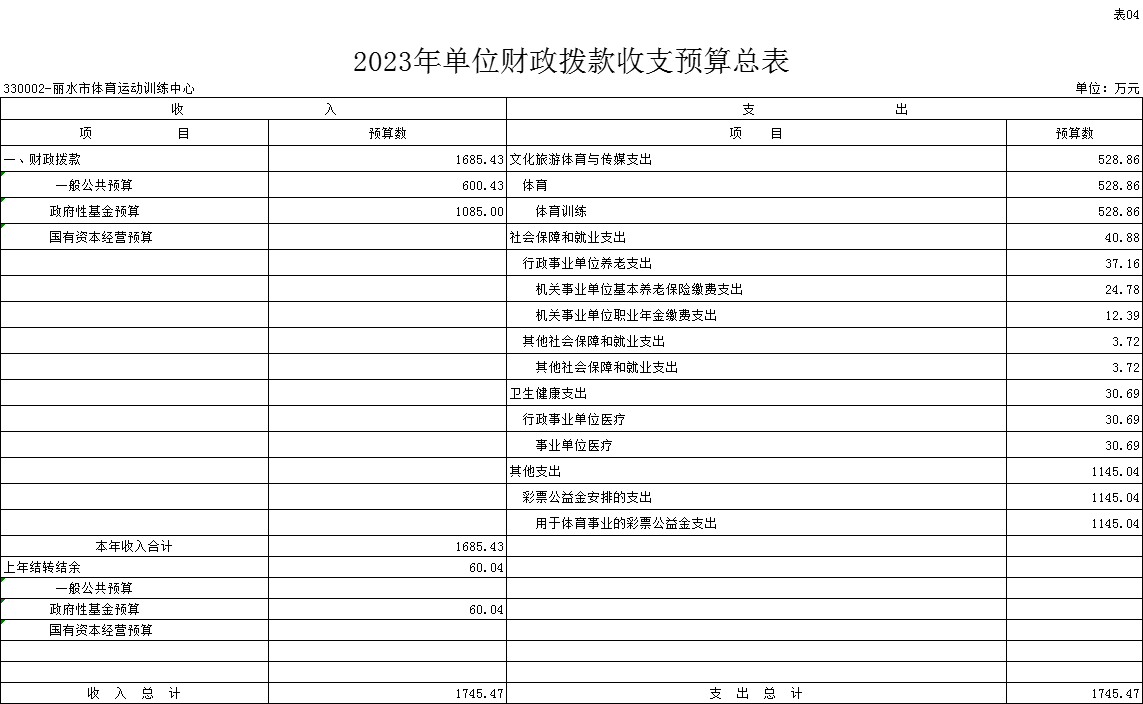 表04
2023年单位财政拨款收支预算总表
330002-丽水市体育运动训练中心 单位：万元
收 入 支 出
项 目 预算数 项 目 预算数
一、财政拨款 1685.43 文化旅游体育与传媒支出 528.86
一般公共预算 600.43 体育 528.86
政府性基金预算 1085.00 体育训练 528.86
国有资本经营预算 社会保障和就业支出 40.88
行政事业单位养老支出 37.16
机关事业单位基本养老保险缴费支出 24.78
机关事业单位职业年金缴费支出 12.39
其他社会保障和就业支出 3.72
其他社会保障和就业支出 3.72
卫生健康支出 30.69
行政事业单位医疗 30.69
事业单位医疗 30.69
其他支出 1145.04
彩票公益金安排的支出 1145.04
用于体育事业的彩票公益金支出 1145.04
本年收入合计 1685.43
上年结转结余 60.04
一般公共预算
政府性基金预算 60.04
国有资本经营预算
收 入 总 计 1745.47 支 出 总 计 1745.47